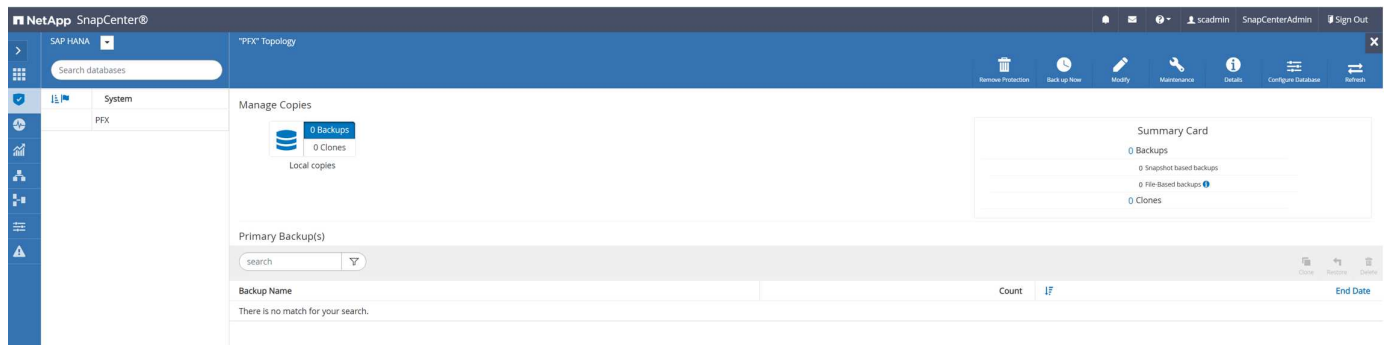 NetApp SnapCenter®
scadmin SnapCenterAdmin Sign Out
SAP HANA
"PFX" Topology
Search databases
Remove Protection Back up Now Modify Maintenance Details Configure Database Refresh
System
PFX
Manage Copies
0 Backups
0 Clones
Local copies
Summary Card
0 Backups
0 Snapshot based backups
0 File-Based backups
0 Clones
Primary Backup(s)
search
Clone Restore Delete
Backup Name Count End Date
There is no match for your search.